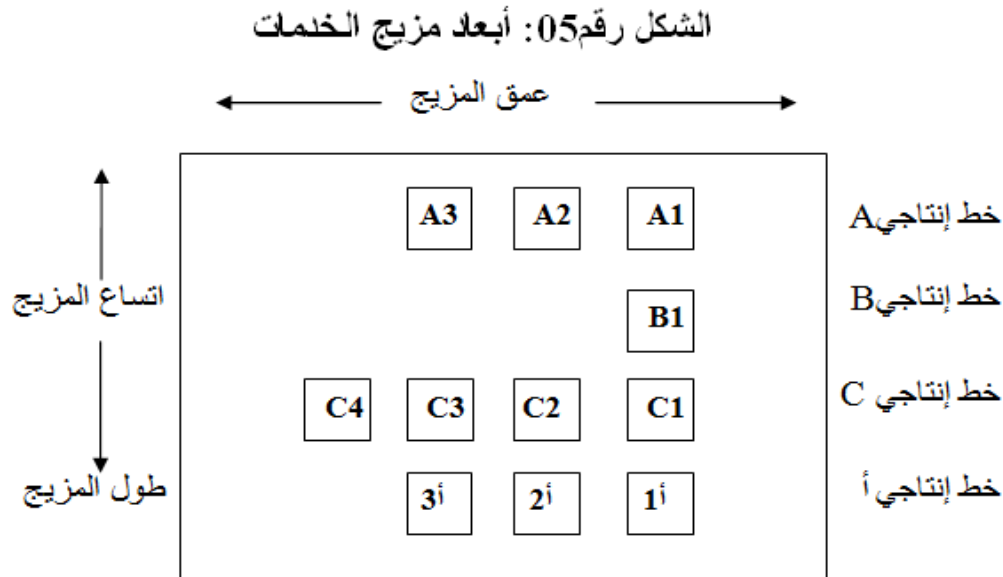 الشكل رقم05: أبعاد مزيج الخدمات
عمق المزيج
خط إنتاجيA A1 A2 A3
اتساع المزيج
خط إنتاجيB B1
خط إنتاجي C C1 C2 C3 C4
خط إنتاجي أ أ1 أ2 أ3
طول المزيج